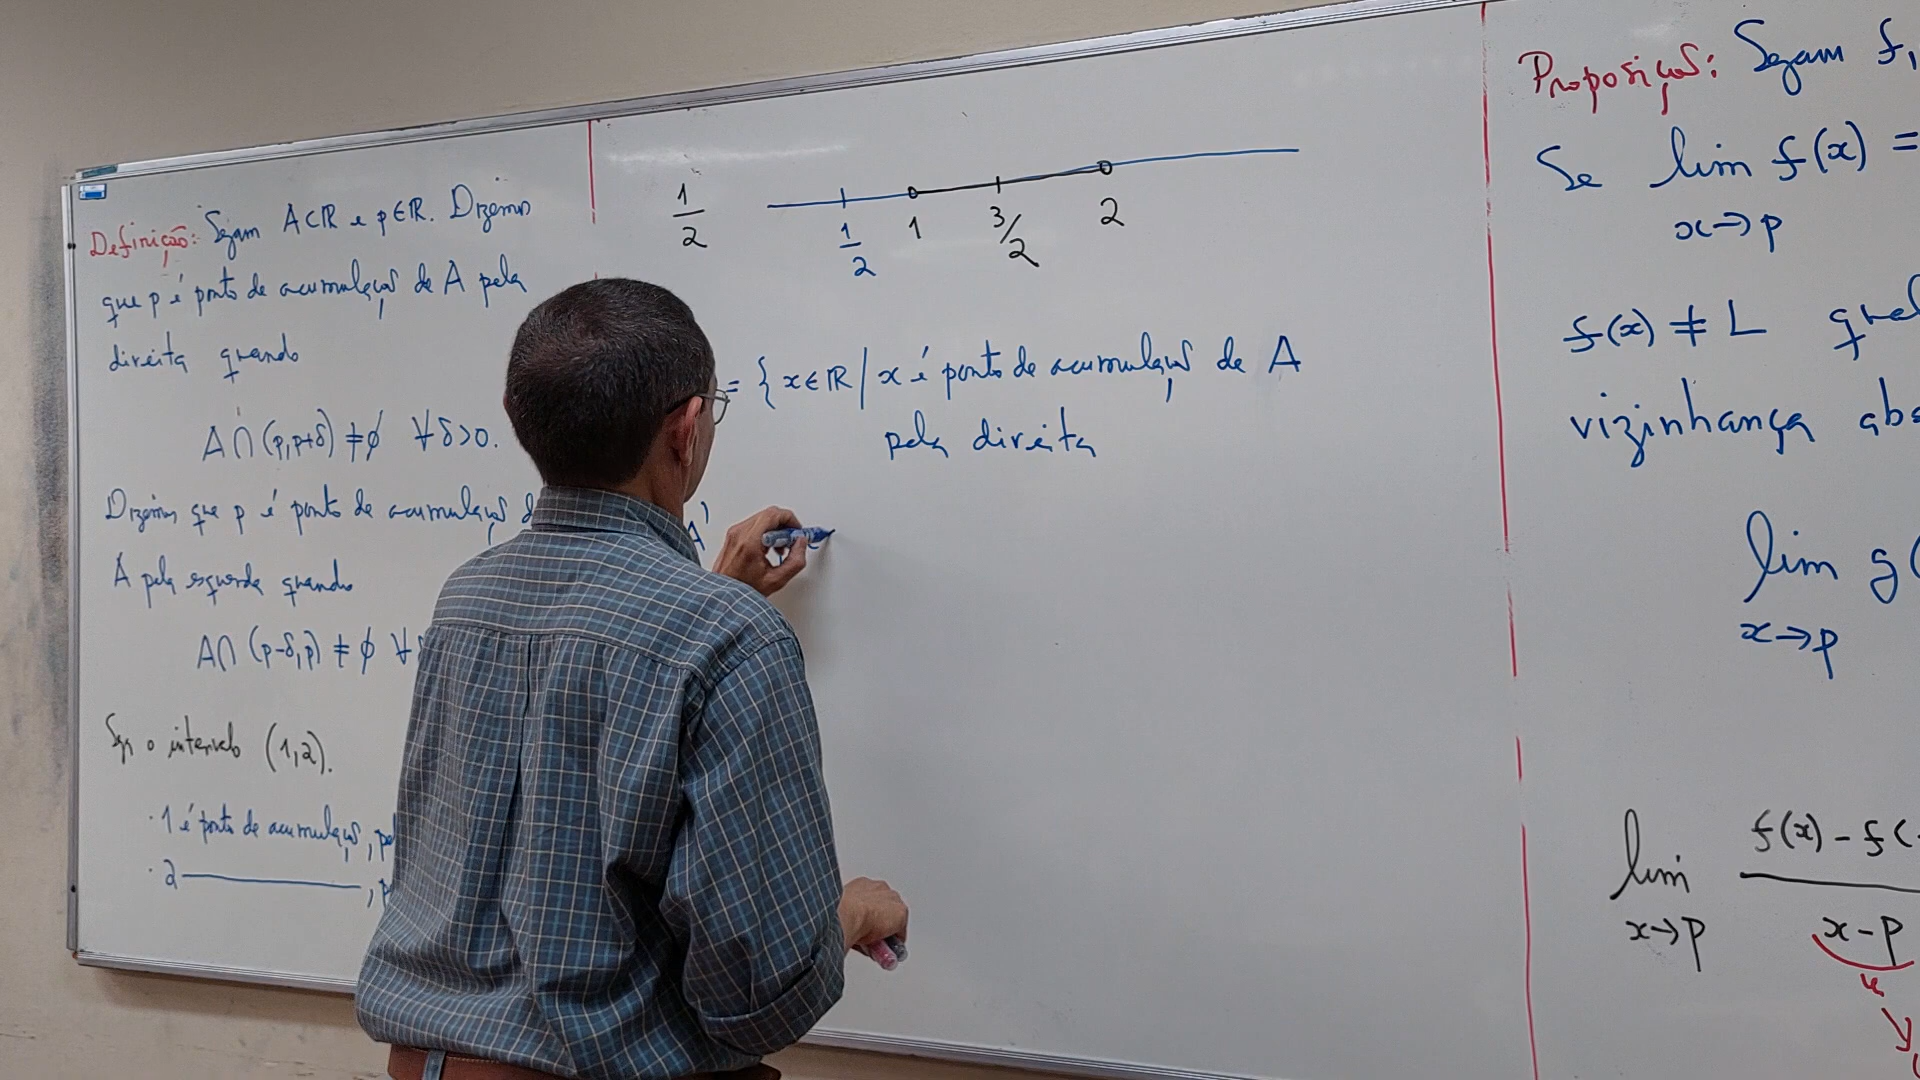 Definição: Sejam A⊂ℝ e p∈ℝ. Dizemos
que p é ponto de acumulação de A pela
direita quando
A∩(p,p+δ) ≠ ∅ ∀ δ>0.
Dizemos que p é ponto de acumulação d
A pela esquerda quando
A∩(p-δ,p) ≠ ∅ ∀
Seja o intervalo (1,2).
· 1 é ponto de acumulação, pel
· 2 ————————, p
1/2
1/2 1 3/2 2
= { x∈ℝ / x é ponto de acumulação de A
pela direita
A'
Proposição: Sejam f,
Se lim f(x) =
x→p
f(x) ≠ L
vizinhança
lim g(
x→p
lim f(x) - f(
x→p x-p